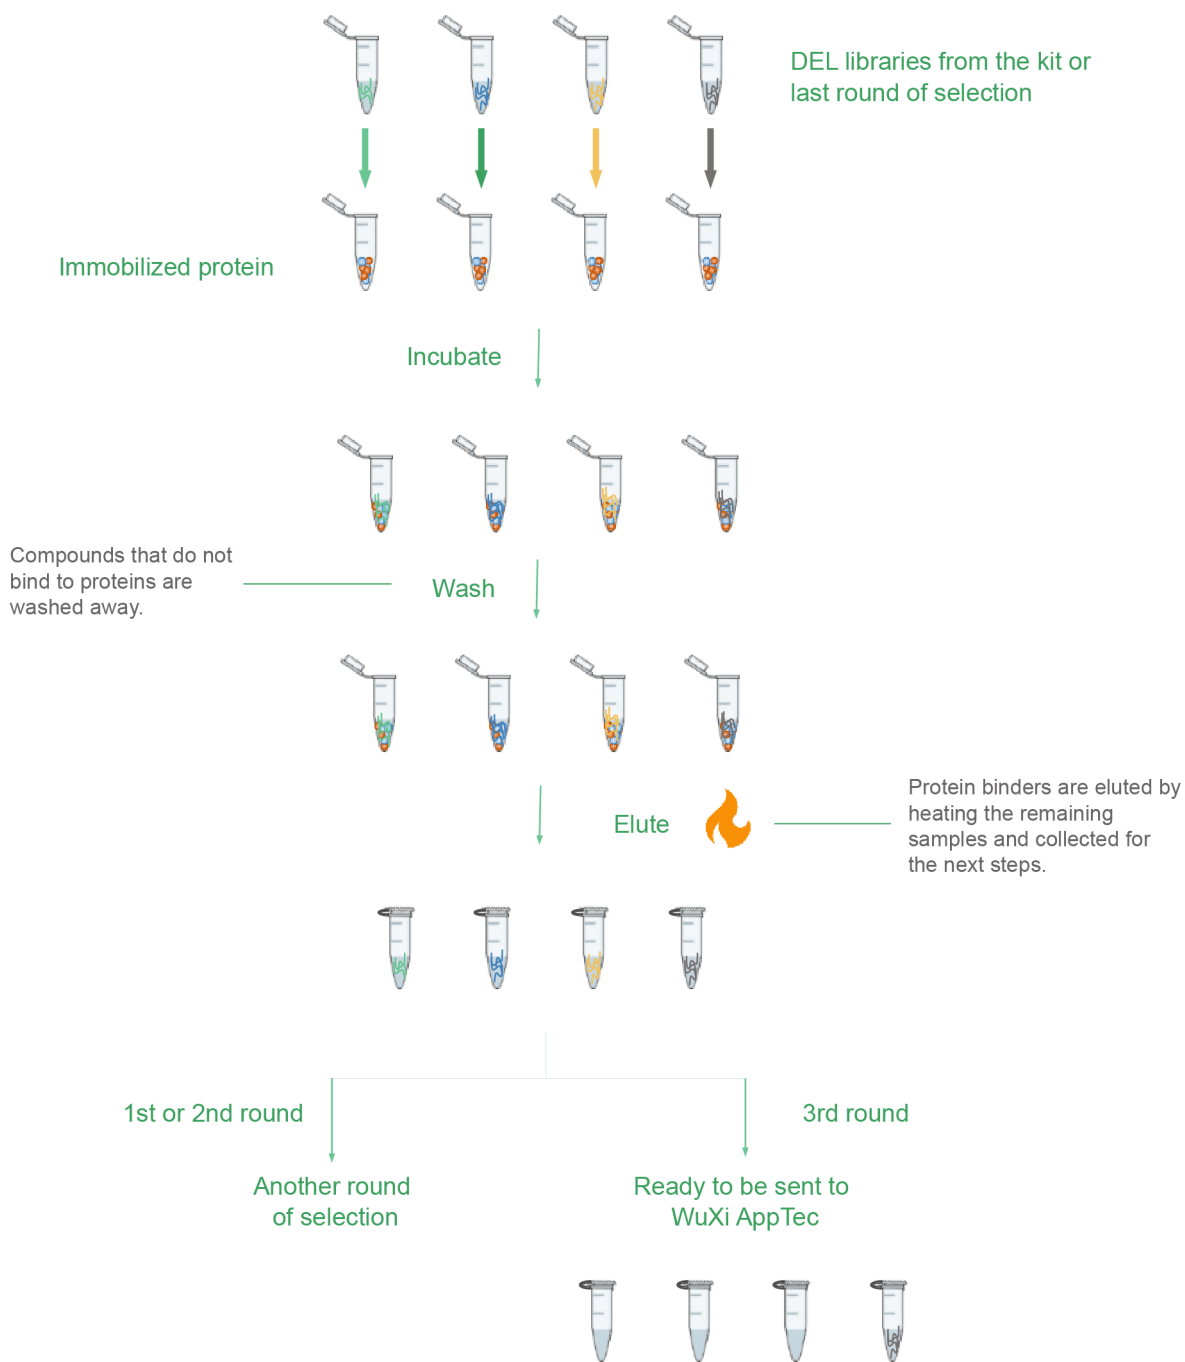 DEL libraries from the kit or
last round of selection
Immobilized protein
Incubate
Compounds that do not
bind to proteins are
washed away.
Wash
Elute
Protein binders are eluted by
heating the remaining
samples and collected for
the next steps.
1st or 2nd round
3rd round
Another round
of selection
Ready to be sent to
WuXi AppTec